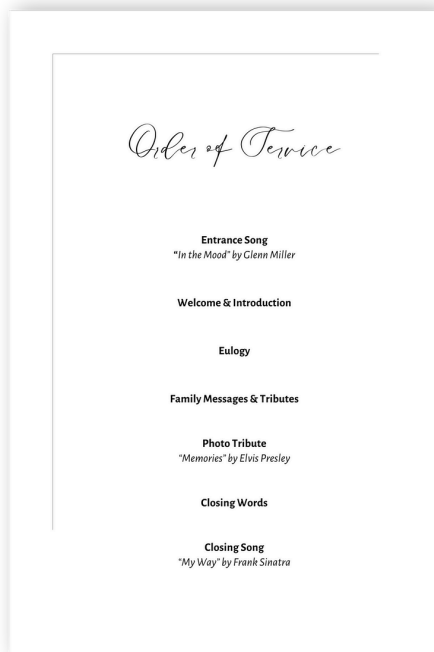 Order of Service
Entrance Song
"In the Mood" by Glenn Miller
Welcome & Introduction
Eulogy
Family Messages & Tributes
Photo Tribute
"Memories" by Elvis Presley
Closing Words
Closing Song
"My Way" by Frank Sinatra